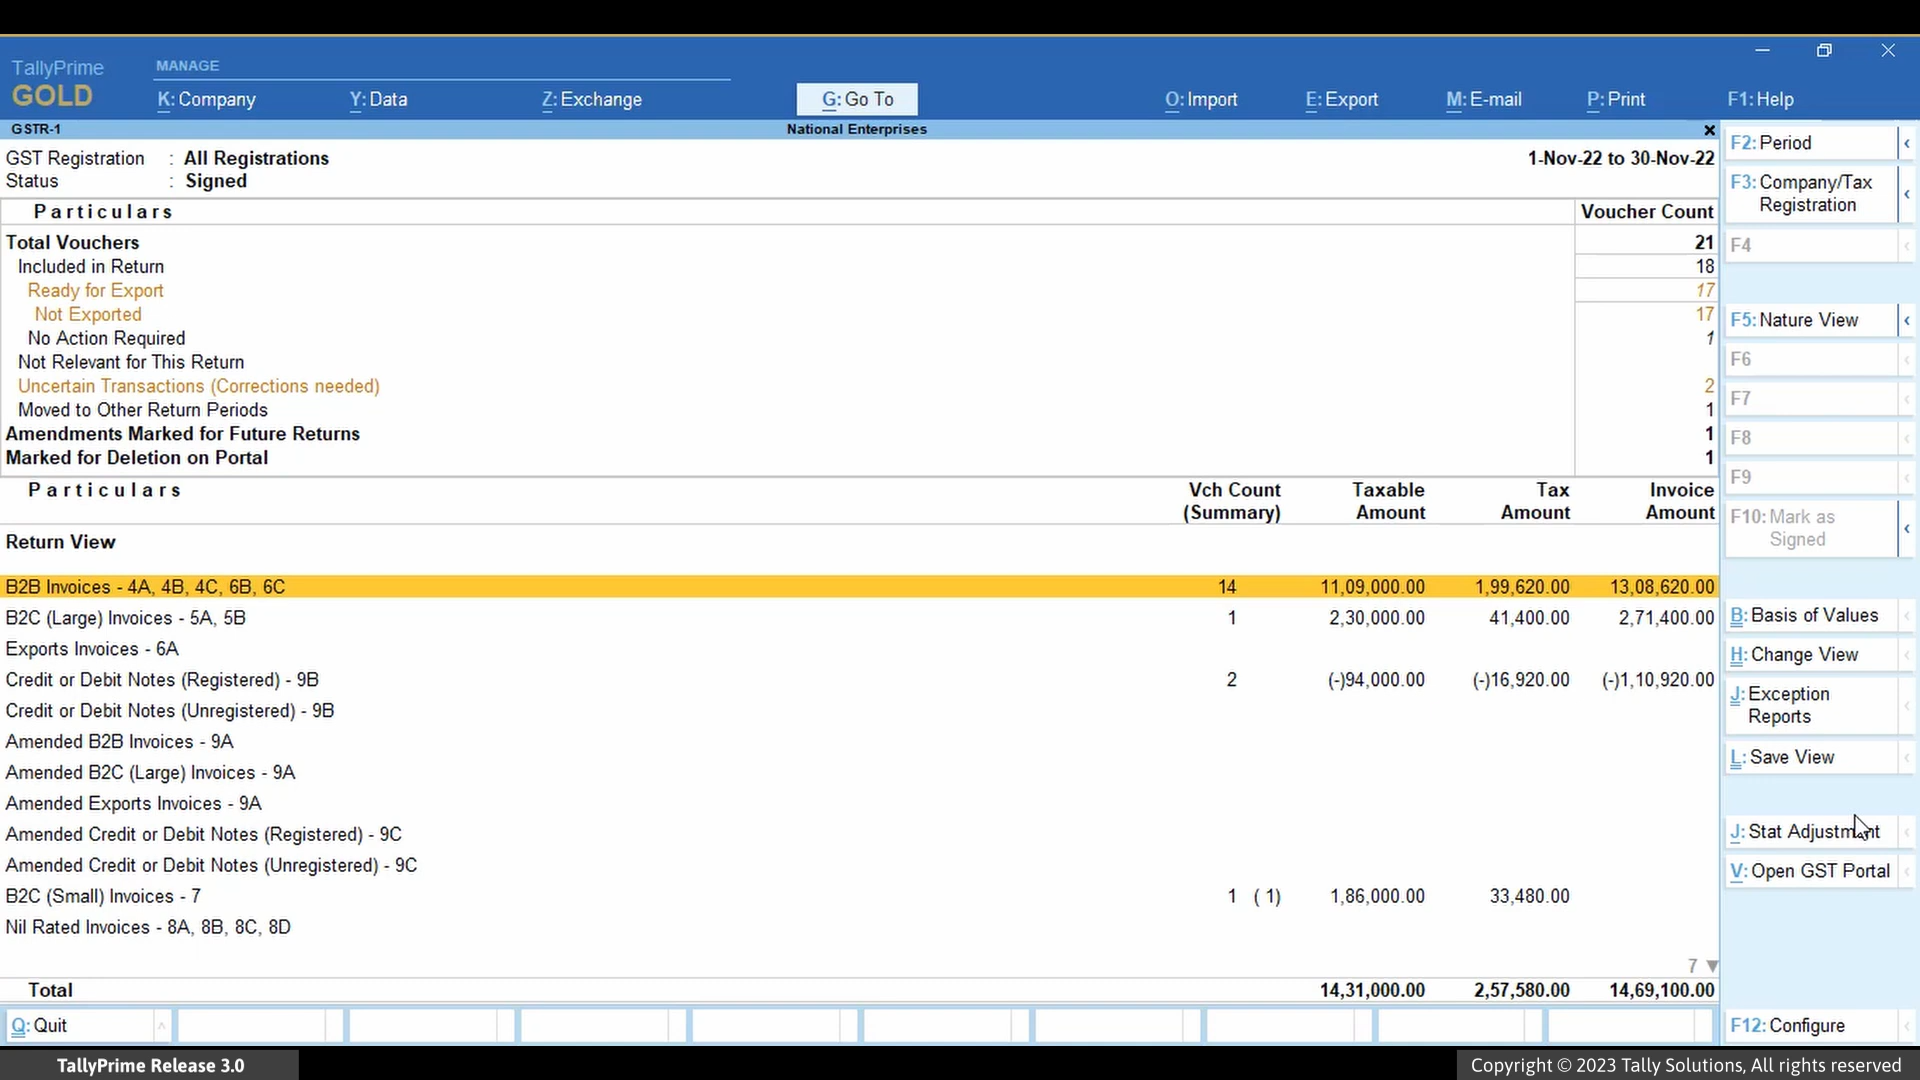 TallyPrime
GOLD
MANAGE
K: Company
Y: Data
Z: Exchange
G: Go To
O: Import
E: Export
M: E-mail
P: Print
F1: Help
GSTR-1
National Enterprises
GST Registration : All Registrations
1-Nov-22 to 30-Nov-22
Status : Signed
Particulars Voucher Count
Total Vouchers 21
Included in Return 18
Ready for Export 17
Not Exported 17
No Action Required 1
Not Relevant for This Return
Uncertain Transactions (Corrections needed) 2
Moved to Other Return Periods 1
Amendments Marked for Future Returns 1
Marked for Deletion on Portal 1
Particulars Vch Count Taxable Tax Invoice
(Summary) Amount Amount Amount
Return View
B2B Invoices - 4A, 4B, 4C, 6B, 6C 14 11,09,000.00 1,99,620.00 13,08,620.00
B2C (Large) Invoices - 5A, 5B 1 2,30,000.00 41,400.00 2,71,400.00
Exports Invoices - 6A
Credit or Debit Notes (Registered) - 9B 2 (-)94,000.00 (-)16,920.00 (-)1,10,920.00
Credit or Debit Notes (Unregistered) - 9B
Amended B2B Invoices - 9A
Amended B2C (Large) Invoices - 9A
Amended Exports Invoices - 9A
Amended Credit or Debit Notes (Registered) - 9C
Amended Credit or Debit Notes (Unregistered) - 9C
B2C (Small) Invoices - 7 1 ( 1) 1,86,000.00 33,480.00
Nil Rated Invoices - 8A, 8B, 8C, 8D
7
Total 14,31,000.00 2,57,580.00 14,69,100.00
F2: Period
F3: Company/Tax
Registration
F4
F5: Nature View
F6
F7
F8
F9
F10: Mark as
Signed
B: Basis of Values
H: Change View
J: Exception
Reports
L: Save View
J: Stat Adjustment
V: Open GST Portal
Q: Quit
F12: Configure
TallyPrime Release 3.0
Copyright © 2023 Tally Solutions, All rights reserved